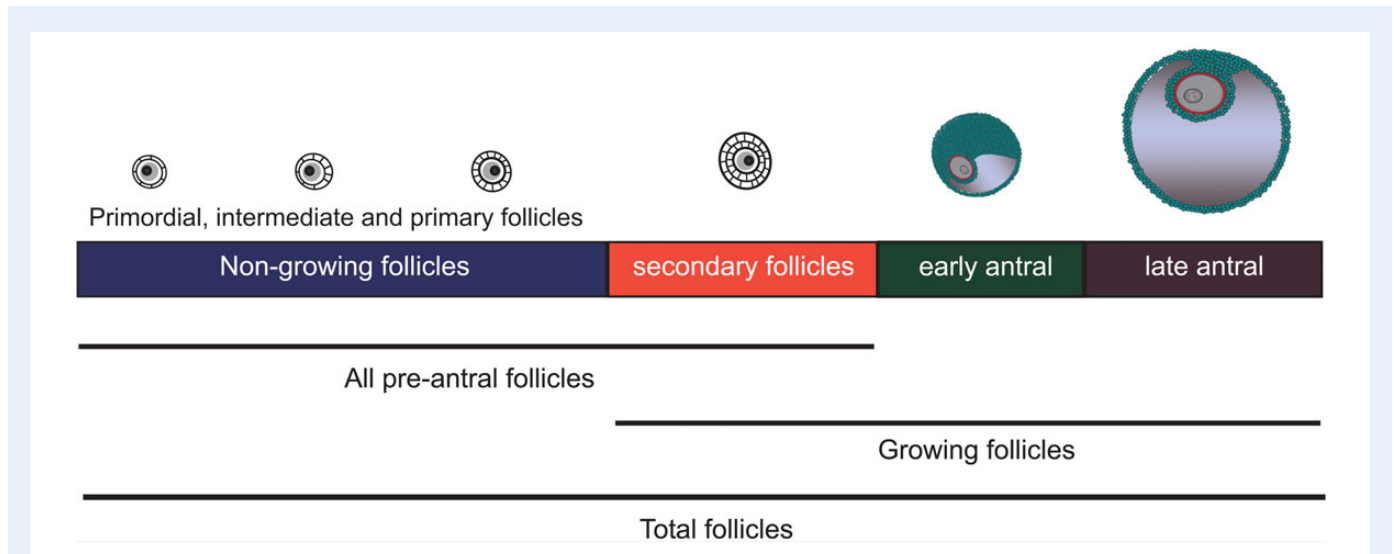 Primordial, intermediate and primary follicles
Non-growing follicles
secondary follicles
early antral
late antral
All pre-antral follicles
Growing follicles
Total follicles